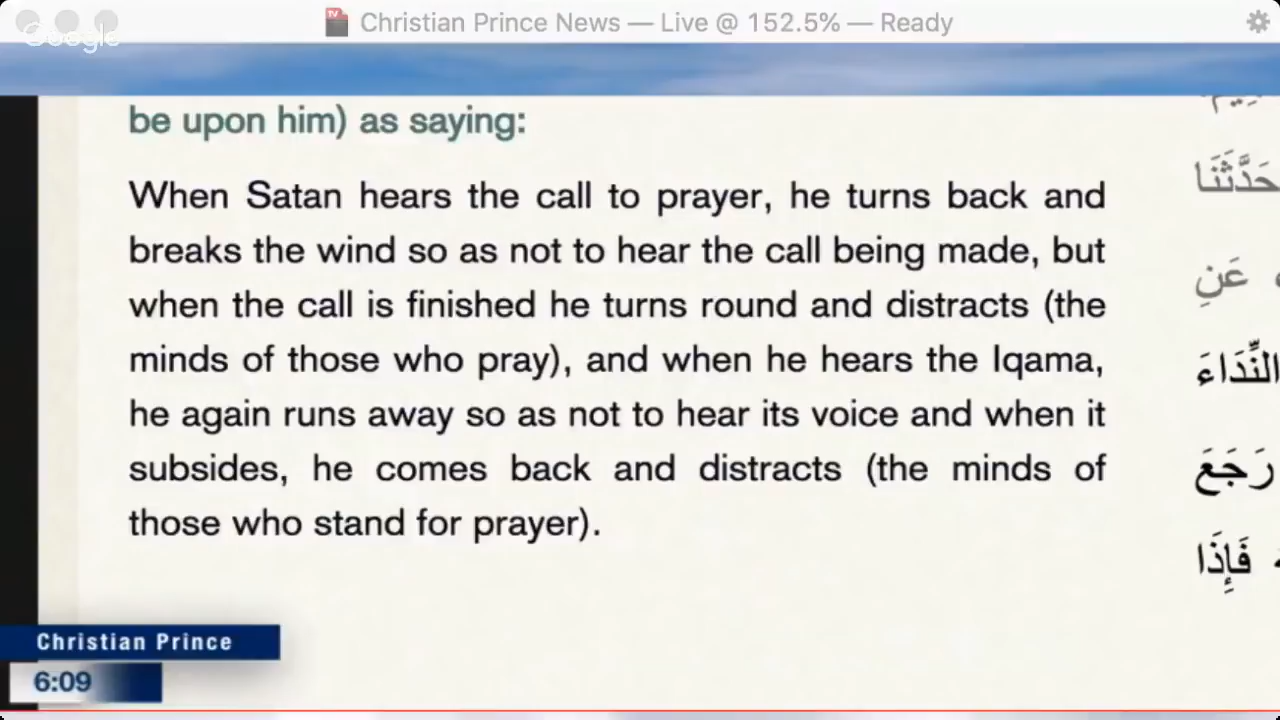 Christian Prince News — Live @ 152.5% — Ready
Google
be upon him) as saying:
When Satan hears the call to prayer, he turns back and
breaks the wind so as not to hear the call being made, but
when the call is finished he turns round and distracts (the
minds of those who pray), and when he hears the Iqama,
he again runs away so as not to hear its voice and when it
subsides, he comes back and distracts (the minds of
those who stand for prayer).
حَدَّثَنَا
عَنِ
النِّدَاءَ
رَجَعَ
فَإِذَا
Christian Prince
6:09